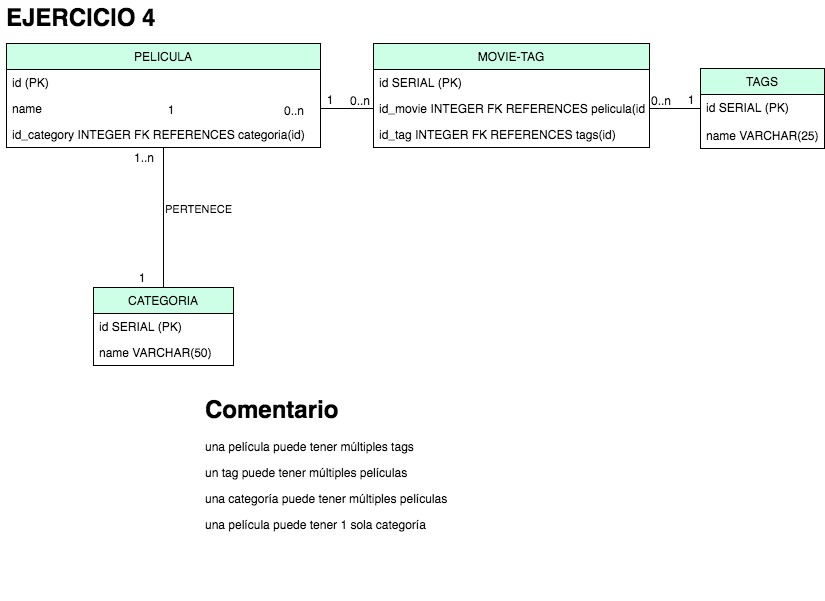 EJERCICIO 4
PELICULA
id (PK)
name
1
0..n
id_category INTEGER FK REFERENCES categoria(id)
1
0..n
MOVIE-TAG
id SERIAL (PK)
id_movie INTEGER FK REFERENCES pelicula(id
id_tag INTEGER FK REFERENCES tags(id)
0..n
1
TAGS
id SERIAL (PK)
name VARCHAR(25)
1..n
PERTENECE
1
CATEGORIA
id SERIAL (PK)
name VARCHAR(50)
Comentario
una película puede tener múltiples tags
un tag puede tener múltiples películas
una categoría puede tener múltiples películas
una película puede tener 1 sola categoría